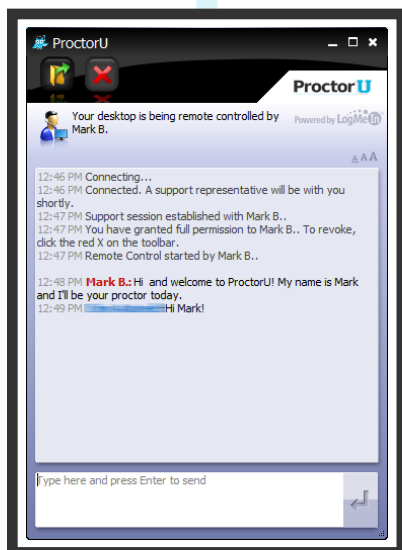 ProctorU
ProctorU
Your desktop is being remote controlled by
Mark B.
Powered by LogMeIn
A A A
12:46 PM Connecting...
12:46 PM Connected. A support representative will be with you
shortly.
12:47 PM Support session established with Mark B..
12:47 PM You have granted full permission to Mark B.. To revoke,
click the red X on the toolbar.
12:47 PM Remote Control started by Mark B..
12:48 PM Mark B.: Hi and welcome to ProctorU! My name is Mark
and I'll be your proctor today.
12:49 PM Hi Mark!
Type here and press Enter to send